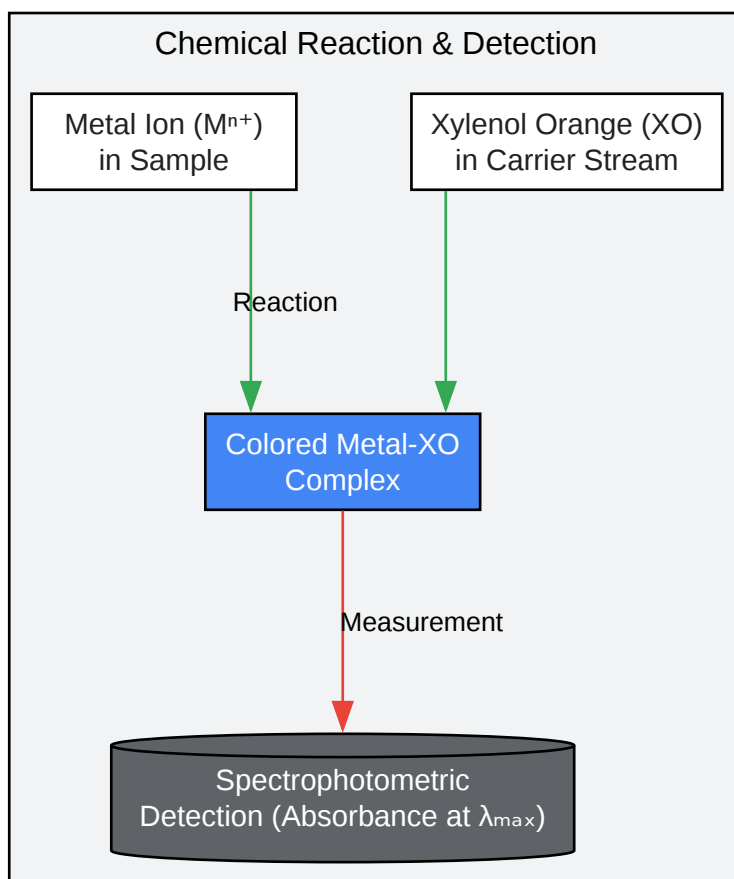 Chemical Reaction & Detection
Metal Ion (Mⁿ⁺)
in Sample
Xylenol Orange (XO)
in Carrier Stream
Reaction
Colored Metal-XO
Complex
Measurement
Spectrophotometric
Detection (Absorbance at λₘₐₓ)